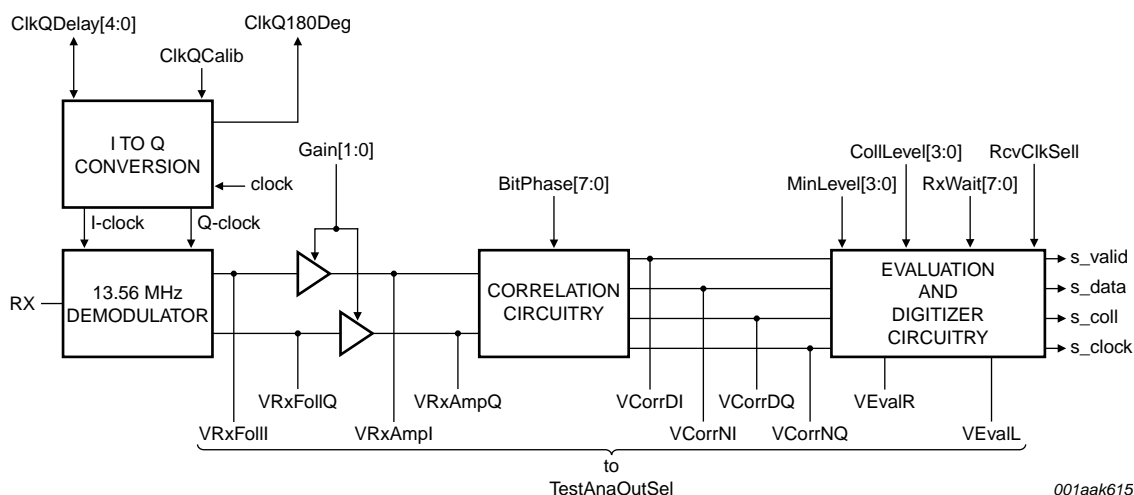 ClkQDelay[4:0]
ClkQ180Deg
ClkQCalib
I TO Q
CONVERSION
clock
I-clock
Q-clock
Gain[1:0]
BitPhase[7:0]
CollLevel[3:0]
RcvClkSell
MinLevel[3:0]
RxWait[7:0]
RX
13.56 MHz
DEMODULATOR
CORRELATION
CIRCUITRY
EVALUATION
AND
DIGITIZER
CIRCUITRY
s_valid
s_data
s_coll
s_clock
VRxFollQ
VRxAmpQ
VCorrDI
VCorrDQ
VEvalR
VRxFollI
VRxAmpI
VCorrNI
VCorrNQ
VEvalL
to
TestAnaOutSel
001aak615